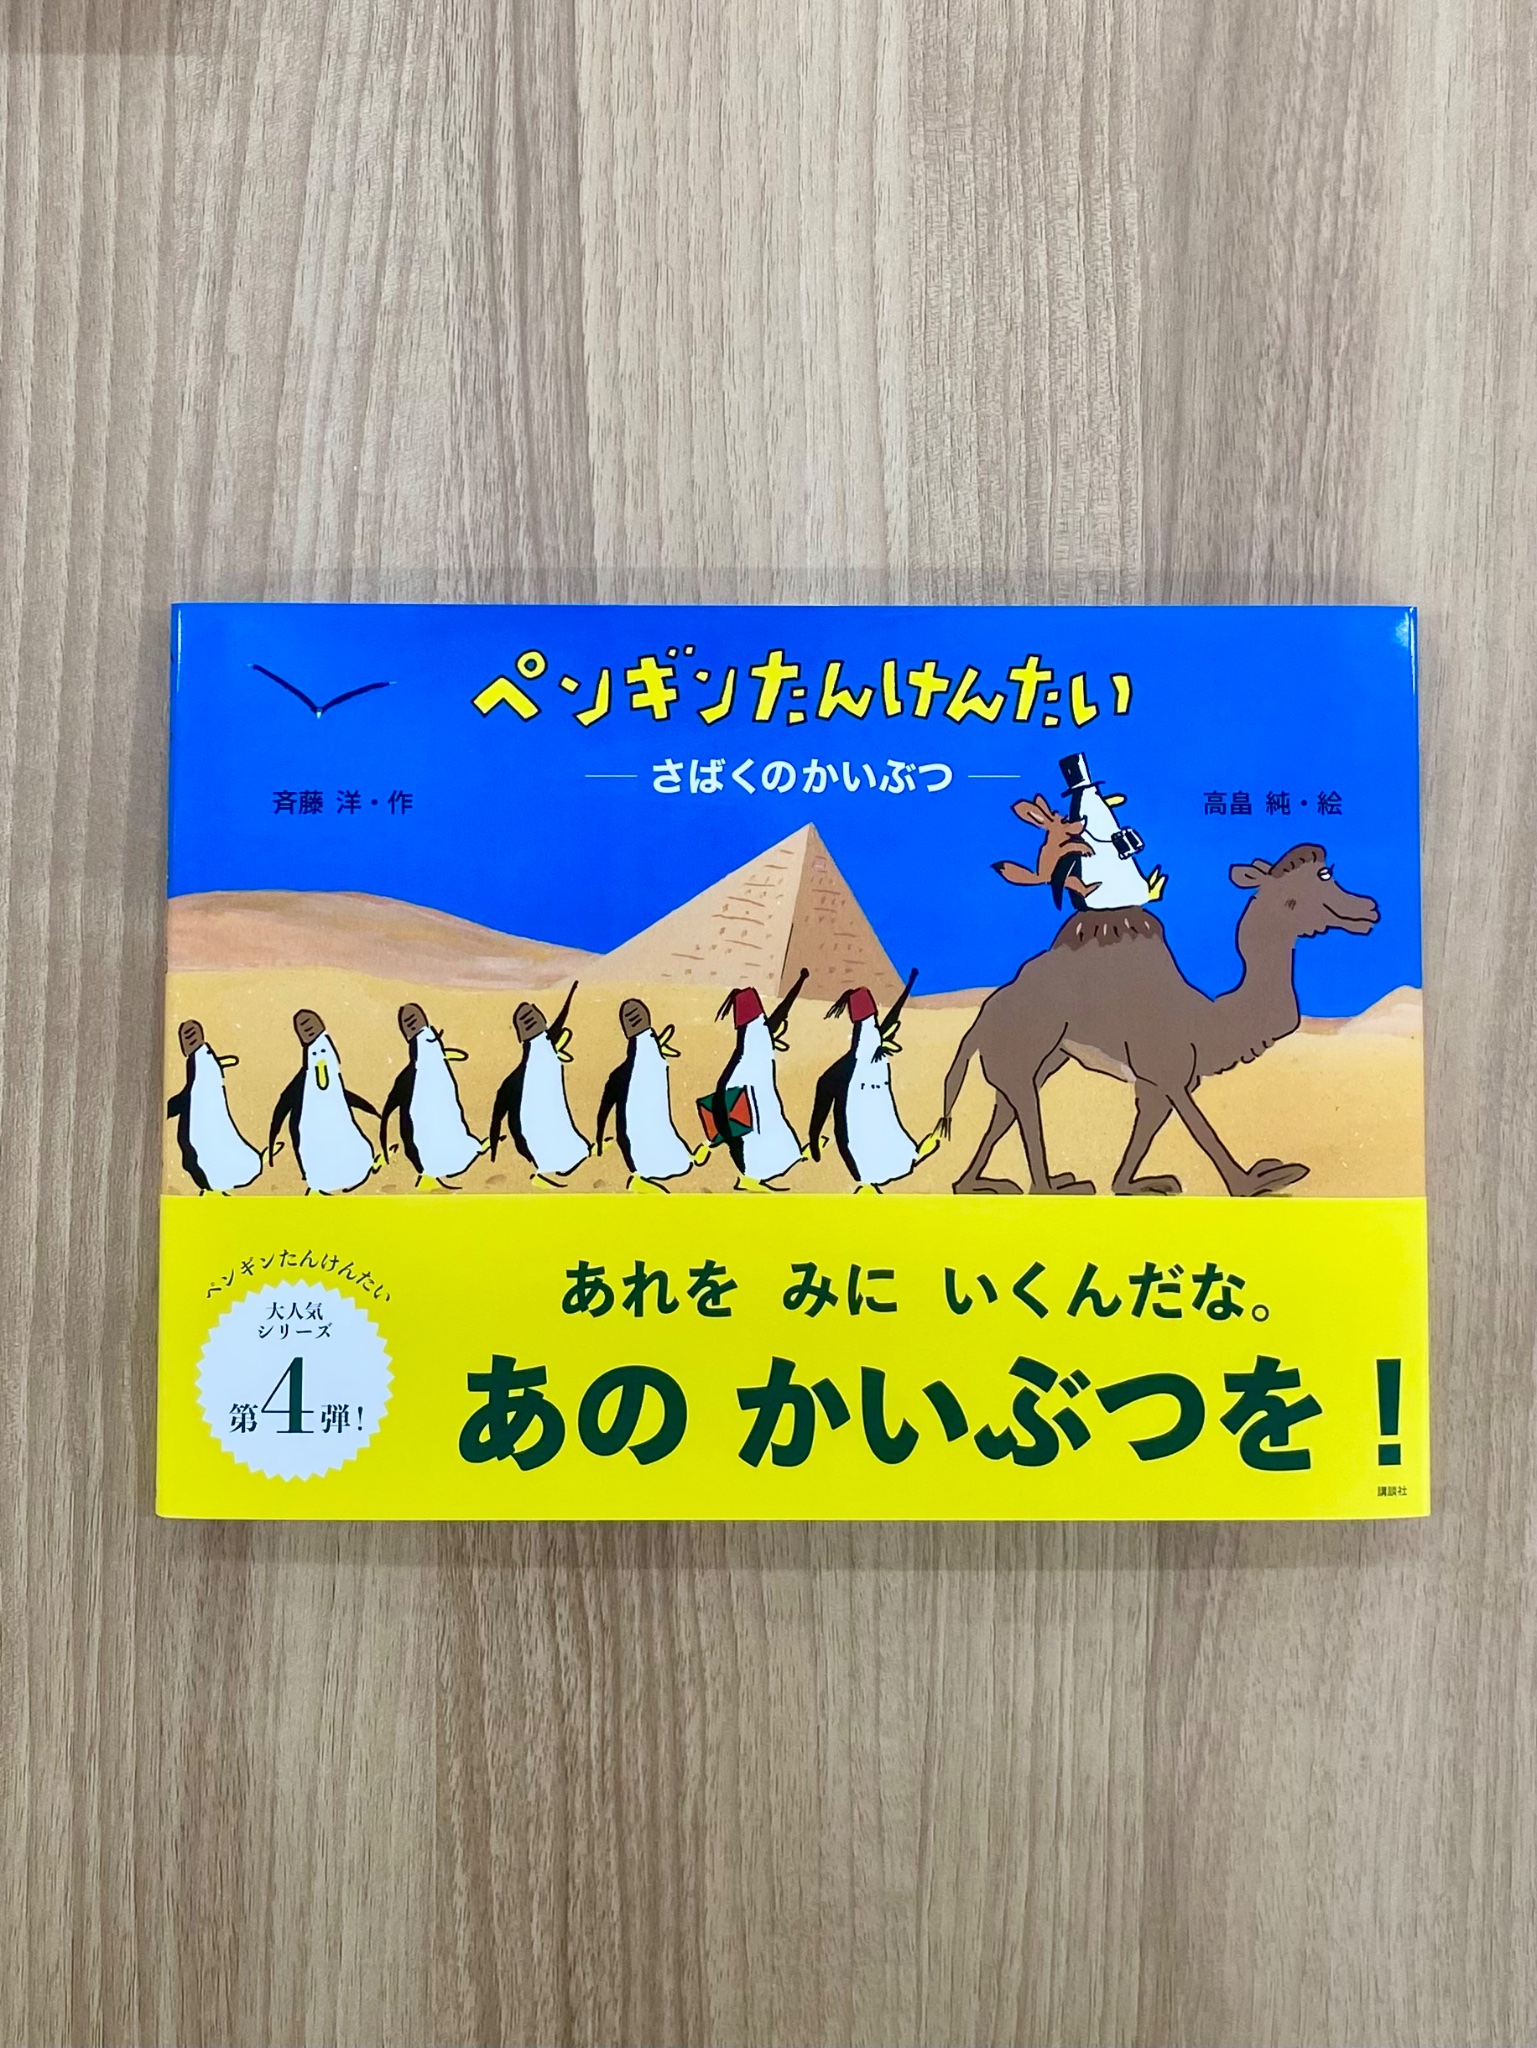 ペンギンたんけんたい
さばくのかいぶつ
斉藤 洋・作
高畠 純・絵
ペンギンたんけんたい
大人気
シリーズ
第4弾!
あれを みに いくんだな。
あの かいぶつを!
講談社